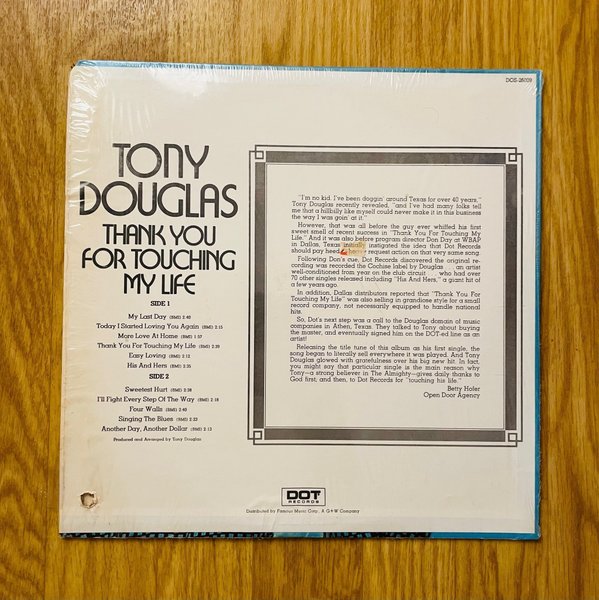 DOS-26009
TONY
DOUGLAS
THANK YOU
FOR TOUCHING
MY LIFE
SIDE 1
My Last Day (BMI) 2:40
Today I Started Loving You Again (BMI) 2:15
More Love At Home (BMI) 1:57
Thank You For Touching My Life (BMI) 2:39
Easy Loving (BMI) 2:12
His And Hers (BMI) 2:35
SIDE 2
Sweetest Hurt (BMI) 2:38
I'll Fight Every Step Of The Way (BMI) 2:18
Four Walls (BMI) 2:40
Singing The Blues (BMI) 2:23
Another Day, Another Dollar (BMI) 2:13
Produced and Arranged by Tony Douglas
"I'm no kid. I've been doggin' around Texas for over 40 years,"
Tony Douglas recently revealed, "and I've had many folks tell
me that a hillbilly like myself could never make it in this business
the way I was goin' at it."
However, that was all before the guy ever whiffed his first
sweet smell of recent success in "Thank You For Touching My
Life." And it was also before program director Don Day at WBAP
in Dallas, Texas initially instigated the idea that Dot Records
should pay heed to heavy request action on that very same song.
Following Don's cue, Dot Records discovered the original re-
cording was recorded the Cochise label by Douglas . . . an artist
well-conditioned from year on the club circuit . . . who had over
70 other singles released including "His And Hers," a giant hit of
a few years ago.
In addition, Dallas distributors reported that "Thank You For
Touching My Life" was also selling in grandiose style for a small
record company, not necessarily equipped to handle national
hits.
So, Dot's next step was a call to the Douglas domain of music
companies in Athen, Texas. They talked to Tony about buying
the master, and eventually signed him on the DOT-ed line as an
artist!
Releasing the title tune of this album as his first single, the
song began to literally sell everywhere it was played. And Tony
Douglas glowed with gratefulness over his big new hit. In fact,
you might say that particular single is the main reason why
Tony-a strong believer in The Almighty-gives daily thanks to
God first; and then, to Dot Records for "touching his life."
Betty Hofer
Open Door Agency
DOT
RECORDS
Distributed by Famous Music Corp. A G+W Company